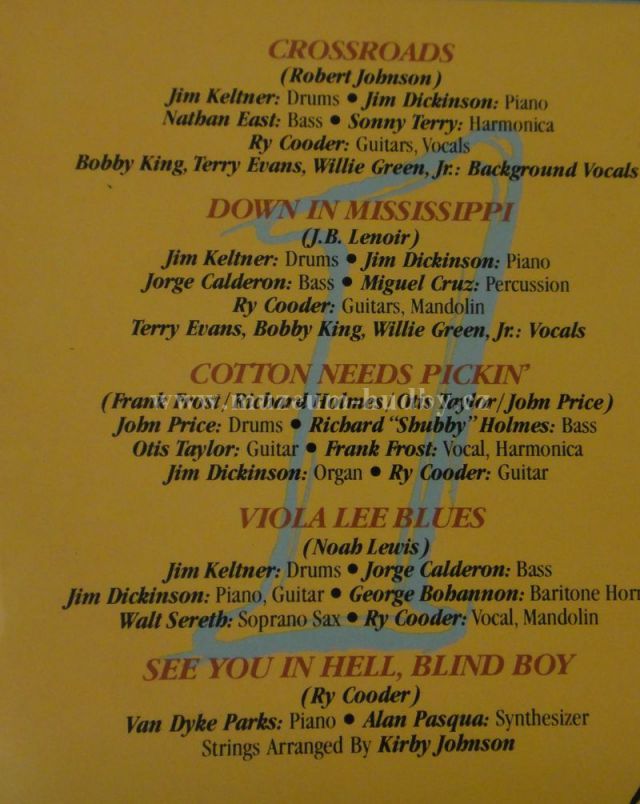 CROSSROADS
(Robert Johnson)
Jim Keltner: Drums • Jim Dickinson: Piano
Nathan East: Bass • Sonny Terry: Harmonica
Ry Cooder: Guitars, Vocals
Bobby King, Terry Evans, Willie Green, Jr.: Background Vocals
DOWN IN MISSISSIPPI
(J.B. Lenoir)
Jim Keltner: Drums • Jim Dickinson: Piano
Jorge Calderon: Bass • Miguel Cruz: Percussion
Ry Cooder: Guitars, Mandolin
Terry Evans, Bobby King, Willie Green, Jr.: Vocals
COTTON NEEDS PICKIN'
(Frank Frost/Richard Holmes/Otis Taylor/John Price)
John Price: Drums • Richard "Shubby" Holmes: Bass
Otis Taylor: Guitar • Frank Frost: Vocal, Harmonica
Jim Dickinson: Organ • Ry Cooder: Guitar
VIOLA LEE BLUES
(Noah Lewis)
Jim Keltner: Drums • Jorge Calderon: Bass
Jim Dickinson: Piano, Guitar • George Bohannon: Baritone Horn
Walt Sereth: Soprano Sax • Ry Cooder: Vocal, Mandolin
SEE YOU IN HELL, BLIND BOY
(Ry Cooder)
Van Dyke Parks: Piano • Alan Pasqua: Synthesizer
Strings Arranged By Kirby Johnson